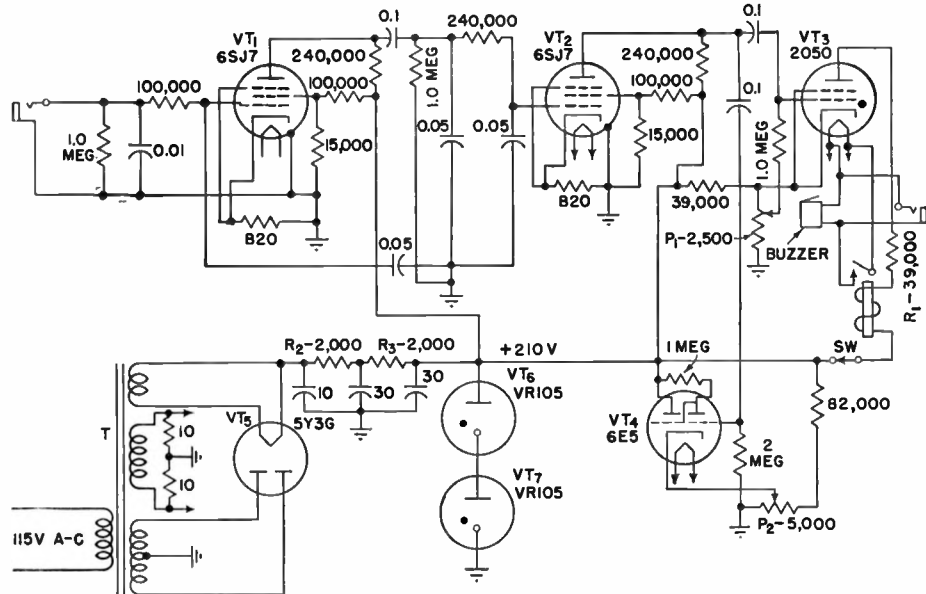 VT1
6SJ7
0.1
240,000
100,000
240,000
100,000
15,000
1.0 MEG
0.01
B20
1.0 MEG
0.05
0.05
0.05
VT2
6SJ7
240,000
100,000
15,000
B20
0.1
0.1
VT3
2050
1.0 MEG
39,000
P1-2,500
BUZZER
R1-39,000
SW
R2-2,000
R3-2,000
+210V
10
30
30
VT5
5Y3G
T
10
10
115V A-C
VT6
VR105
VT7
VR105
1 MEG
VT4
6E5
2
MEG
82,000
P2-5,000